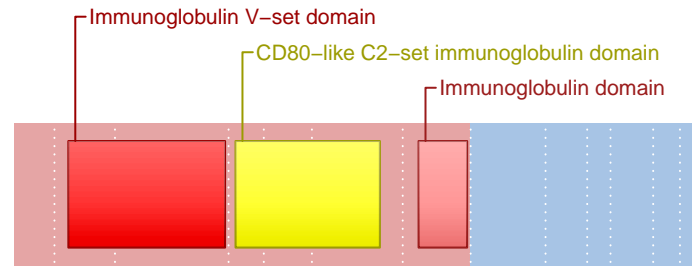 Immunoglobulin V−set domain
CD80−like C2−set immunoglobulin domain
Immunoglobulin domain